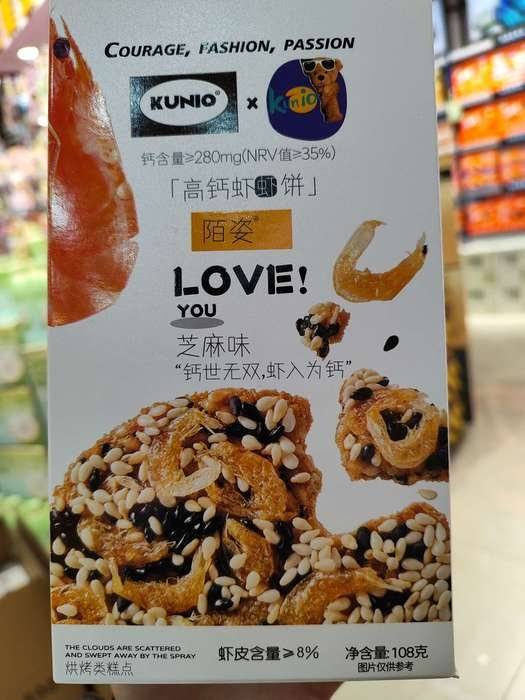 COURAGE, FASHION, PASSION
KUNIO® × kunio
钙含量≥280mg(NRV值≥35%)
「高钙虾虾饼」
陌姿®
LOVE!
YOU
芝麻味
“钙世无双,虾入为钙”
THE CLOUDS ARE SCATTERED
AND SWEPT AWAY BY THE SPRAY
烘烤类糕点
虾皮含量≥8%
净含量:108克
图片仅供参考